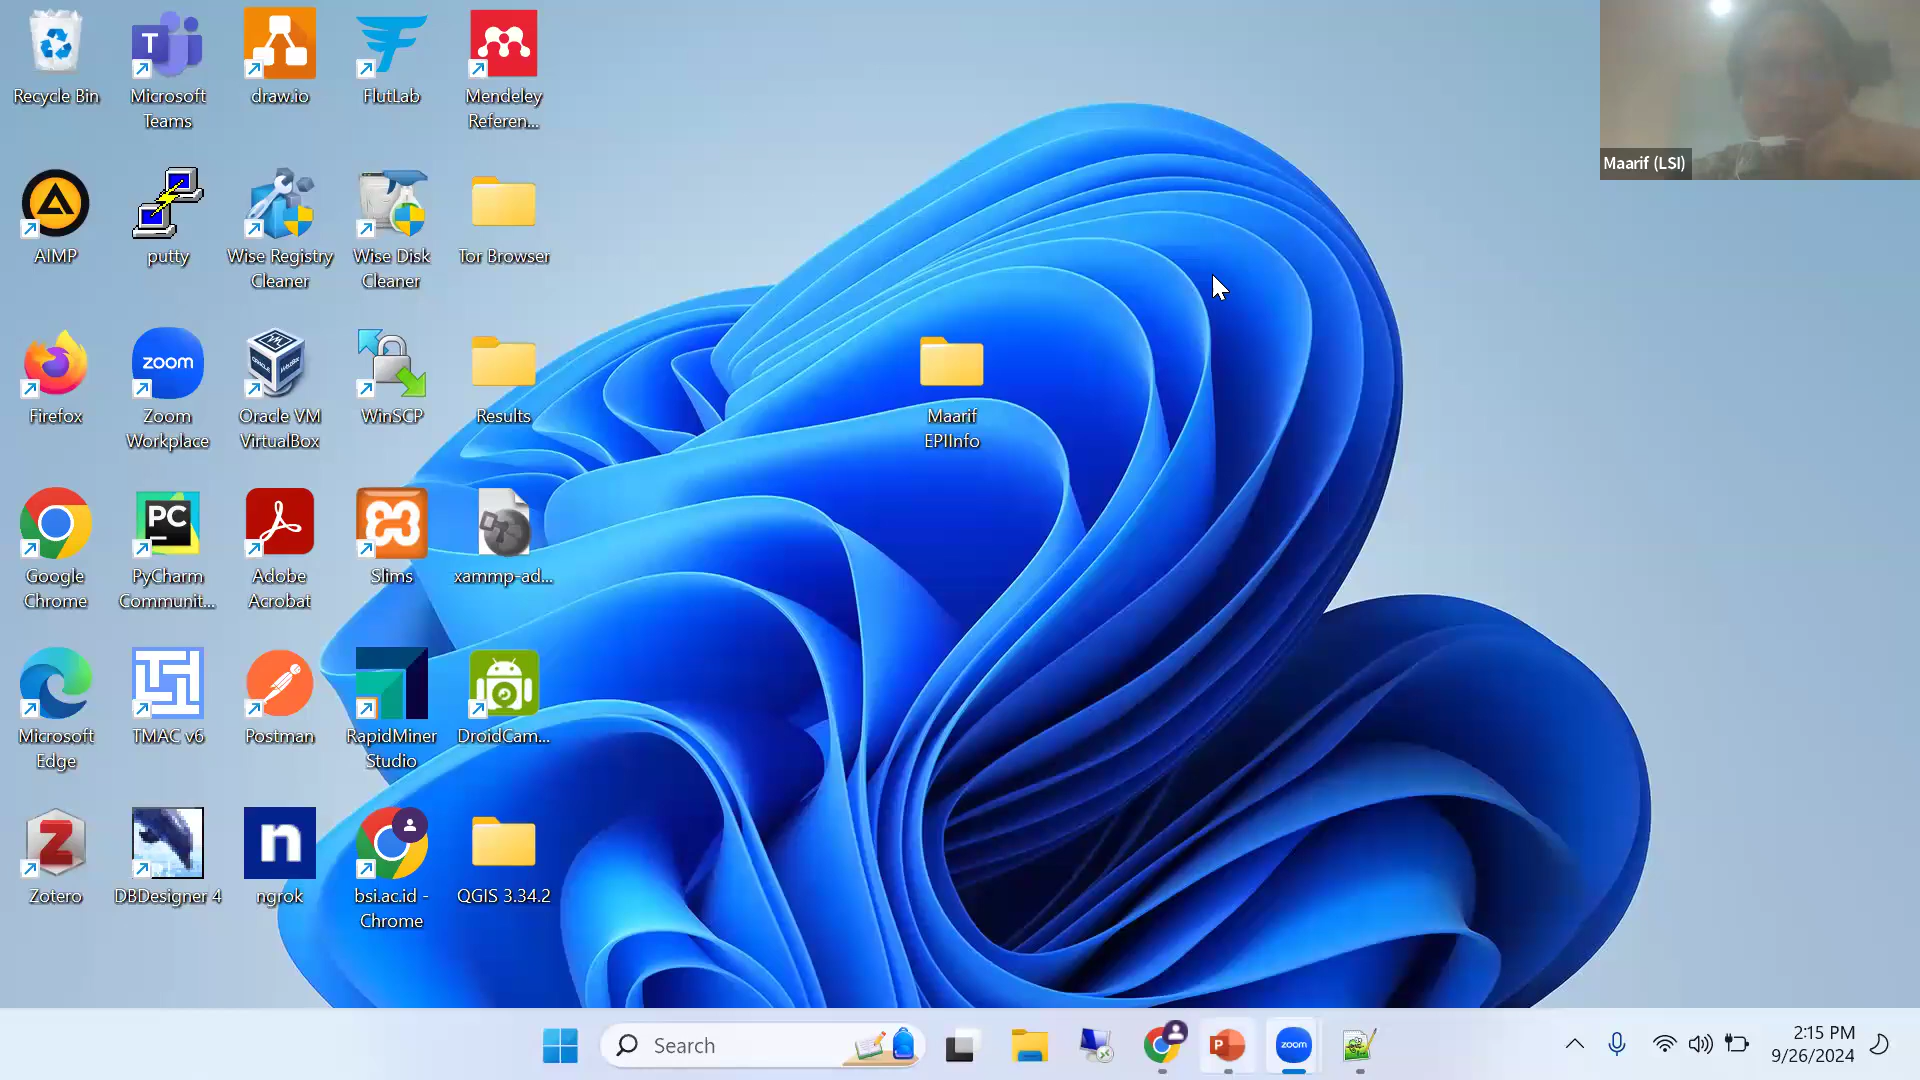 Recycle Bin
Microsoft
Teams
draw.io
FlutLab
Mendeley
Referen...
AIMP
putty
Wise Registry
Cleaner
Wise Disk
Cleaner
Tor Browser
Firefox
zoom
Zoom
Workplace
Oracle VM
VirtualBox
WinSCP
Results
Maarif
EPIInfo
Google
Chrome
PC
PyCharm
Communit...
Adobe
Acrobat
Slims
xammp-ad...
Microsoft
Edge
TMAC v6
Postman
RapidMiner
Studio
DroidCam...
Z
Zotero
DBDesigner 4
n
ngrok
bsi.ac.id -
Chrome
QGIS 3.34.2
Maarif (LSI)
Search
P
zoom
2:15 PM
9/26/2024